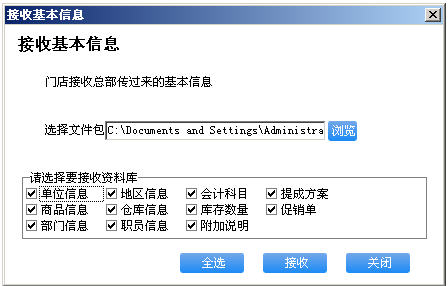 接收基本信息
接收基本信息
门店接收总部传过来的基本信息
选择文件包 C:\Documents and Settings\Administra 浏览
请选择要接收资料库
单位信息 地区信息 会计科目 提成方案
商品信息 仓库信息 库存数量 促销单
部门信息 职员信息 附加说明
全选 接收 关闭